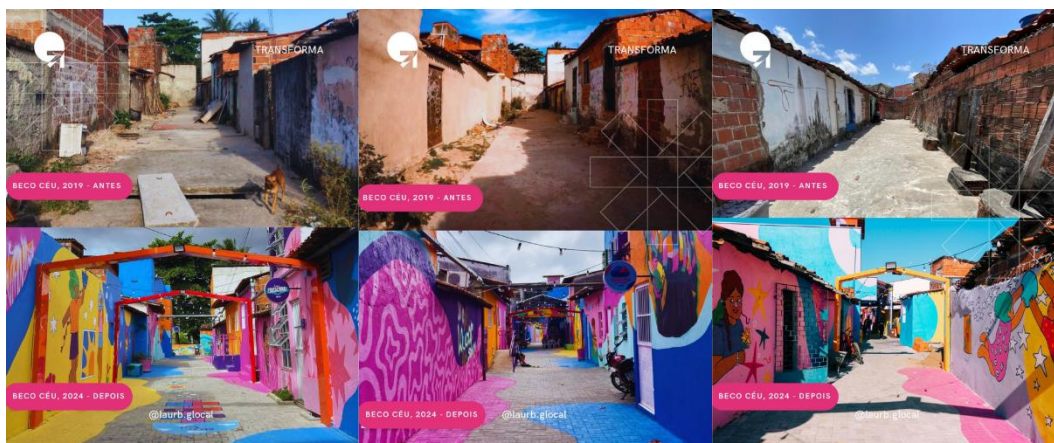 TRANSFORMA
TRANSFORMA
TRANSFORMA
BECO CÉU, 2019 - ANTES
BECO CÉU, 2019 - ANTES
BECO CÉU, 2019 - ANTES
BECO CÉU, 2024 - DEPOIS
BECO CÉU, 2024 - DEPOIS
BECO CÉU, 2024 - DEPOIS
@laurb.glocal
@laurb.glocal
@laurb.glocal